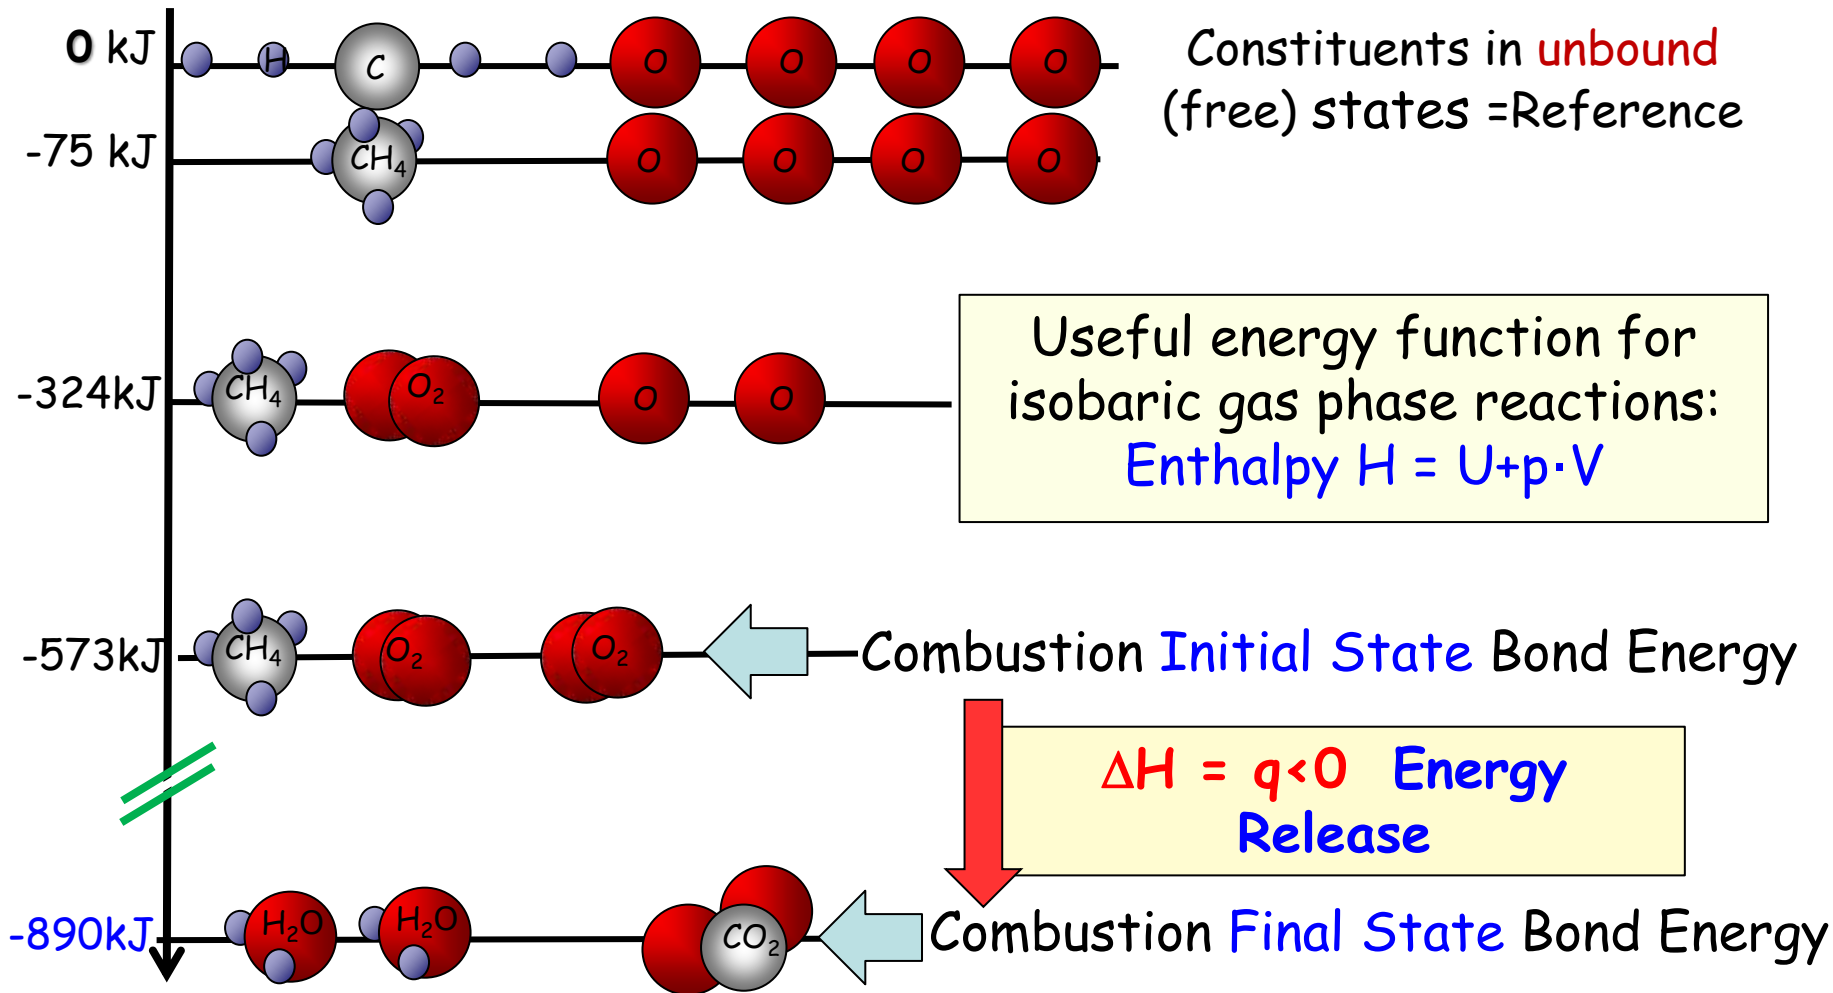 0 kJ
H
C
O
O
O
O
Constituents in unbound
(free) states =Reference
-75 kJ
CH₄
O
O
O
O
-324kJ
CH₄
O₂
O
O
Useful energy function for
isobaric gas phase reactions:
Enthalpy H = U+p·V
-573kJ
CH₄
O₂
O₂
Combustion Initial State Bond Energy
ΔH = q<0 Energy
Release
-890kJ
H₂O
H₂O
CO₂
Combustion Final State Bond Energy